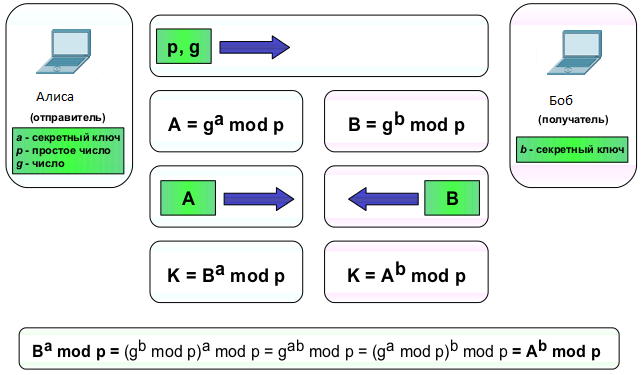 p, g
Алиса
(отправитель)
a - секретный ключ
p - простое число
g - число
Боб
(получатель)
b - секретный ключ
A = gᵃ mod p
B = gᵇ mod p
A
B
K = Bᵃ mod p
K = Aᵇ mod p
Bᵃ mod p = (gᵇ mod p)ᵃ mod p = gᵃᵇ mod p = (gᵃ mod p)ᵇ mod p = Aᵇ mod p